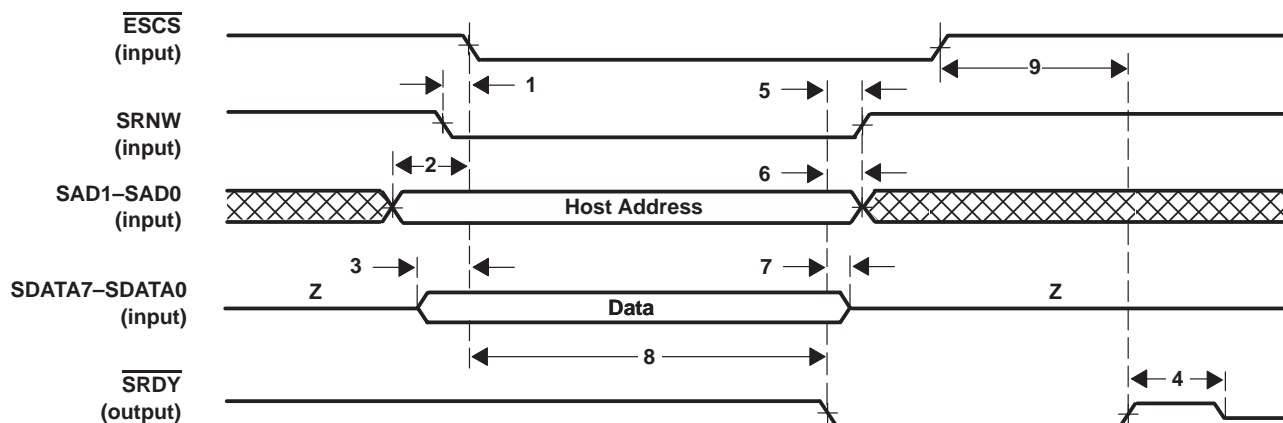 ESCS
(input)
1
5
9
SRNW
(input)
2
6
SAD1–SAD0
(input)
Host Address
3
7
SDATA7–SDATA0
(input)
Z
Data
Z
8
SRDY
(output)
4